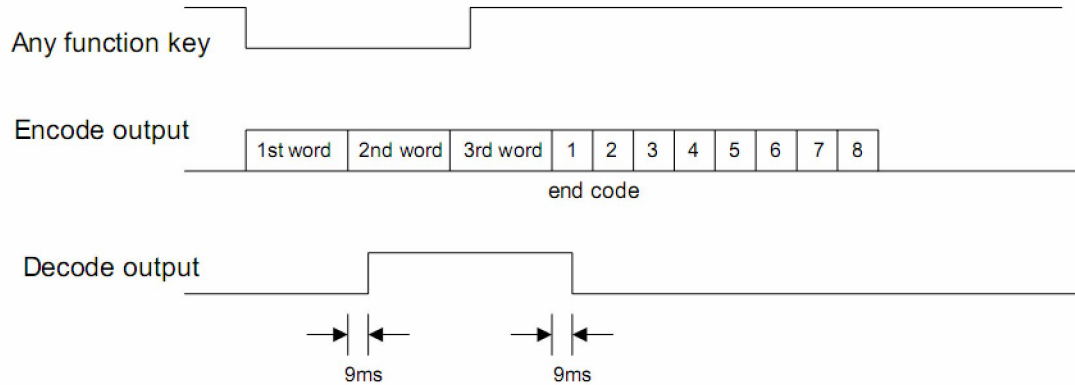 Any function key
Encode output
1st word 2nd word 3rd word 1 2 3 4 5 6 7 8
end code
Decode output
9ms 9ms